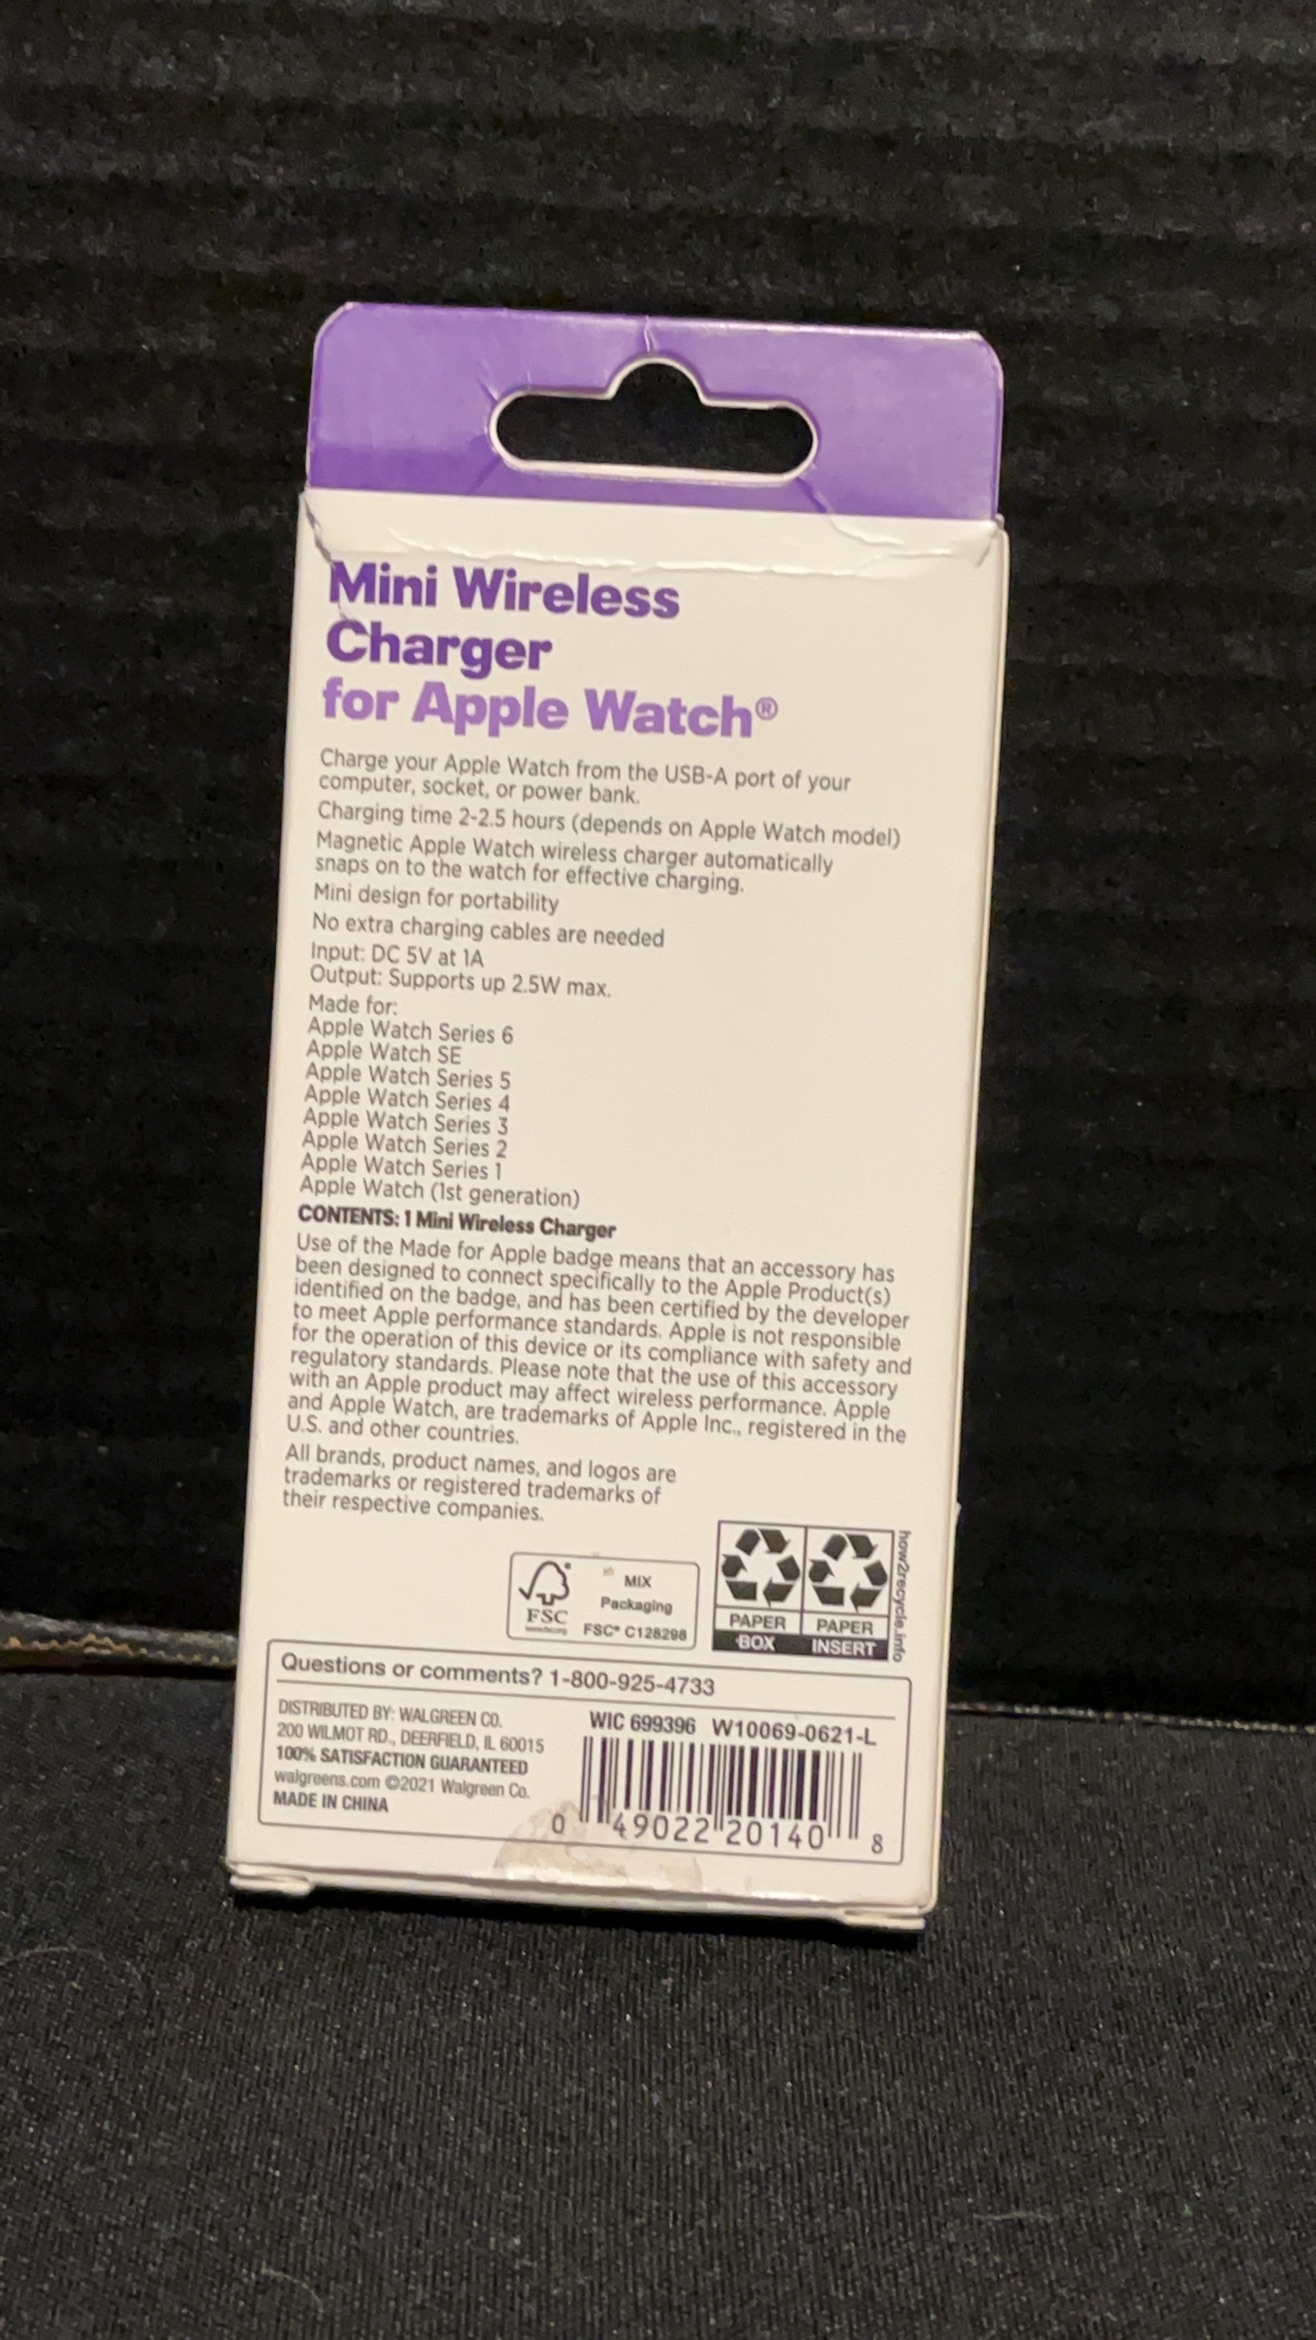 Mini Wireless
Charger
for Apple Watch®
Charge your Apple Watch from the USB-A port of your
computer, socket, or power bank.
Charging time 2-2.5 hours (depends on Apple Watch model)
Magnetic Apple Watch wireless charger automatically
snaps on to the watch for effective charging.
Mini design for portability
No extra charging cables are needed
Input: DC 5V at 1A
Output: Supports up 2.5W max.
Made for:
Apple Watch Series 6
Apple Watch SE
Apple Watch Series 5
Apple Watch Series 4
Apple Watch Series 3
Apple Watch Series 2
Apple Watch Series 1
Apple Watch (1st generation)
CONTENTS: 1 Mini Wireless Charger
Use of the Made for Apple badge means that an accessory has
been designed to connect specifically to the Apple Product(s)
identified on the badge, and has been certified by the developer
to meet Apple performance standards. Apple is not responsible
for the operation of this device or its compliance with safety and
regulatory standards. Please note that the use of this accessory
with an Apple product may affect wireless performance. Apple
and Apple Watch, are trademarks of Apple Inc., registered in the
U.S. and other countries.
All brands, product names, and logos are
trademarks or registered trademarks of
their respective companies.
FSC
MIX
Packaging
FSC® C128298
PAPER
BOX
PAPER
INSERT
how2recycle.info
Questions or comments? 1-800-925-4733
DISTRIBUTED BY: WALGREEN CO.
200 WILMOT RD., DEERFIELD, IL 60015
100% SATISFACTION GUARANTEED
walgreens.com ©2021 Walgreen Co.
MADE IN CHINA
WIC 699396 W10069-0621-L
0 49022 20140 8